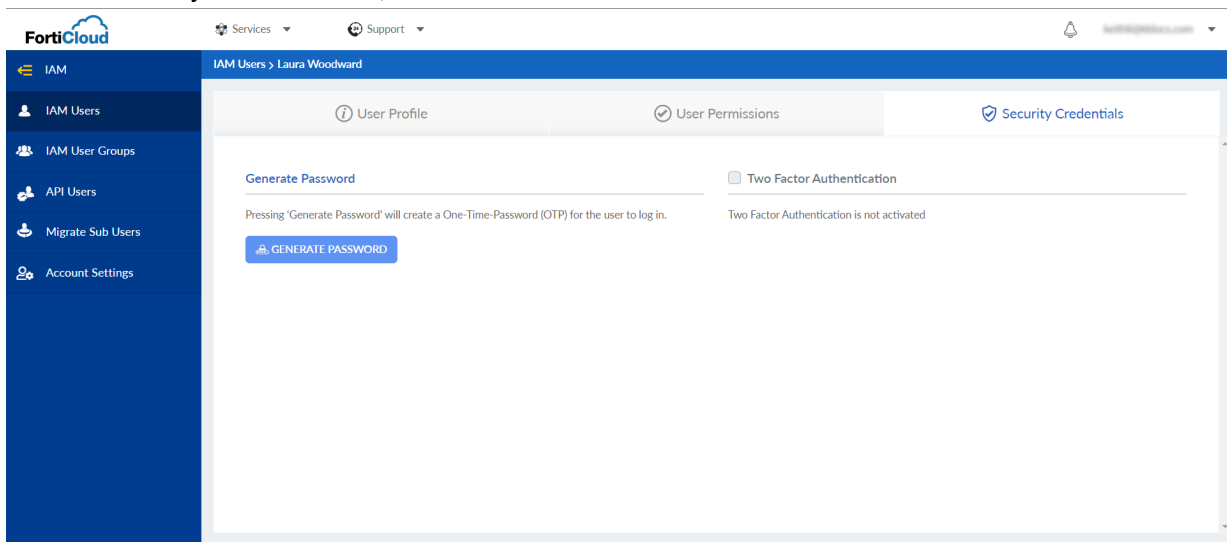 FortiCloud
Services
Support
IAM
IAM Users > Laura Woodward
IAM Users
IAM User Groups
API Users
Migrate Sub Users
Account Settings
User Profile
User Permissions
Security Credentials
Generate Password
Pressing 'Generate Password' will create a One-Time-Password (OTP) for the user to log in.
GENERATE PASSWORD
Two Factor Authentication
Two Factor Authentication is not activated